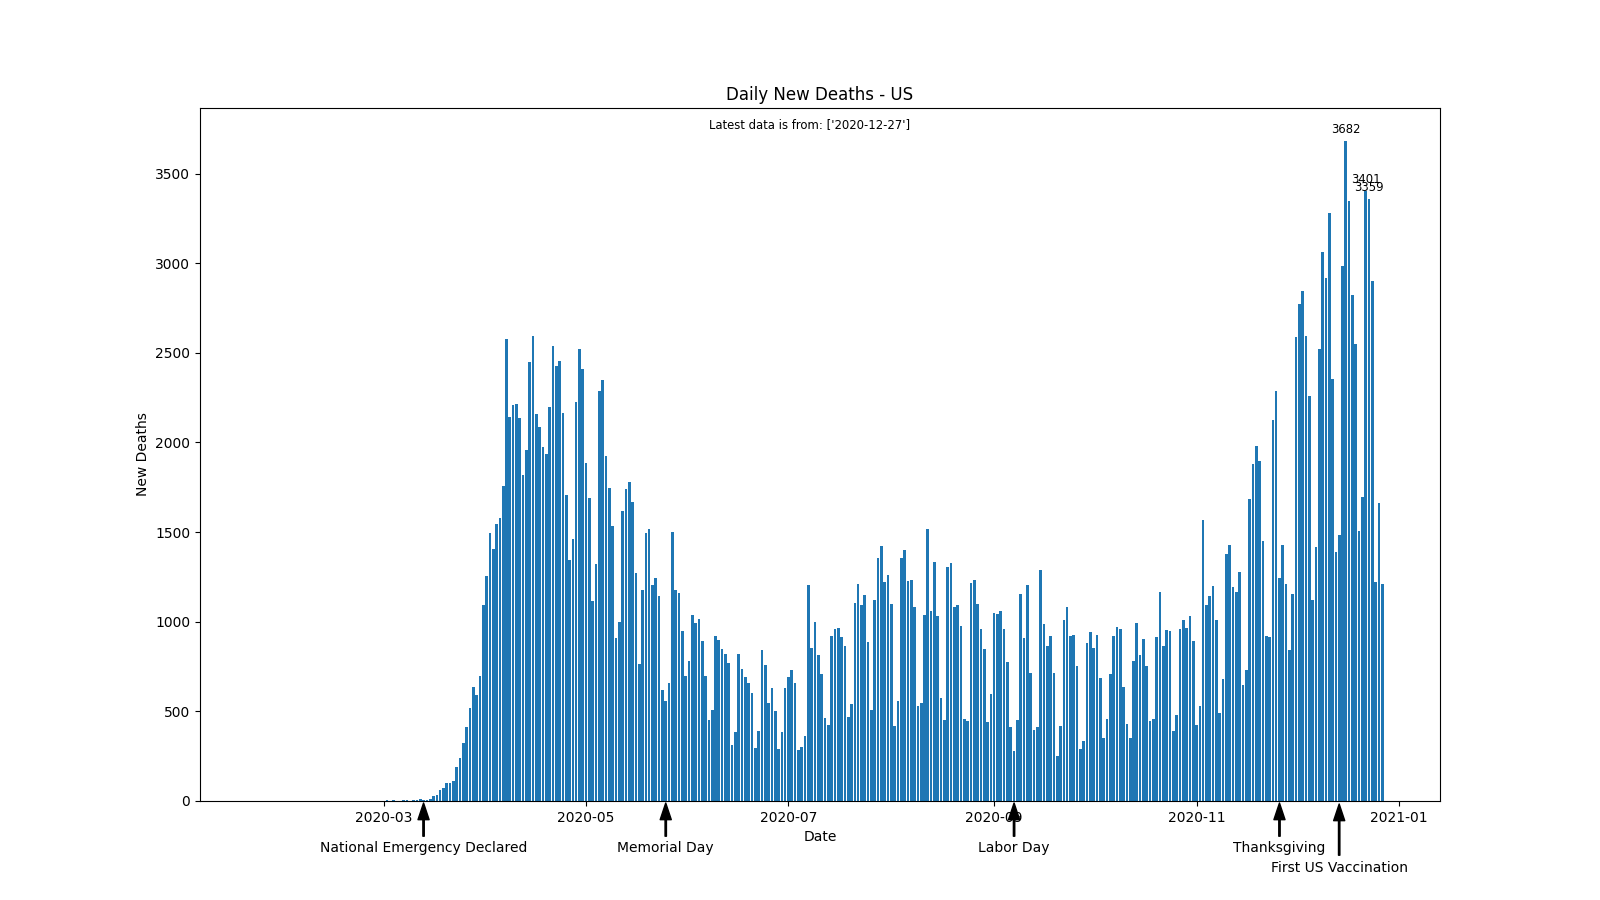 Daily New Deaths - US
Latest data is from: ['2020-12-27']
3682
3401
3359
3500
3000
2500
2000
1500
1000
500
0
New Deaths
2020-03 2020-05 2020-07 2020-09 2020-11 2021-01
Date
National Emergency Declared Memorial Day Labor Day Thanksgiving
First US Vaccination